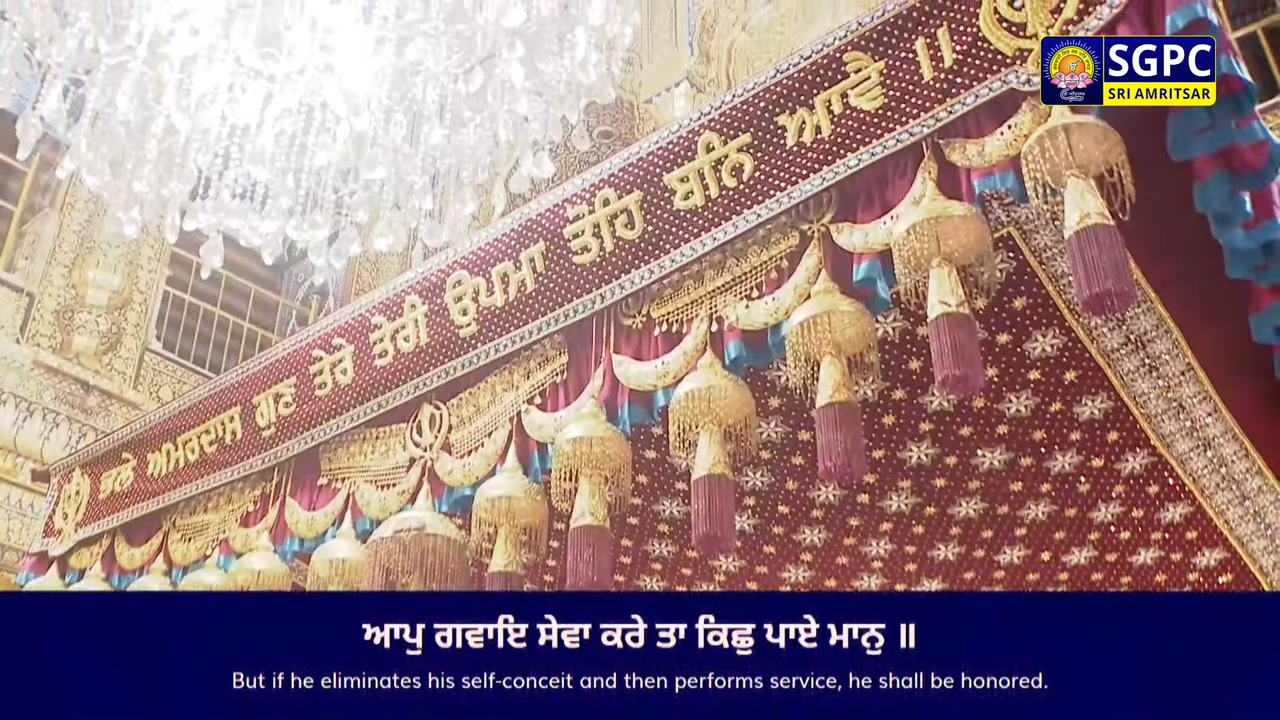 SGPC
SRI AMRITSAR
ਭਨੇ ਅਮਰਦਾਸ ਗੁਣ ਤੇਰੇ ਤੇਰੀ ਉਪਮਾ ਤੋਹਿ ਬਨਿ ਆਵੈ ॥
ਆਪੁ ਗਵਾਇ ਸੇਵਾ ਕਰੇ ਤਾ ਕਿਛੁ ਪਾਏ ਮਾਨੁ ॥
But if he eliminates his self-conceit and then performs service, he shall be honored.